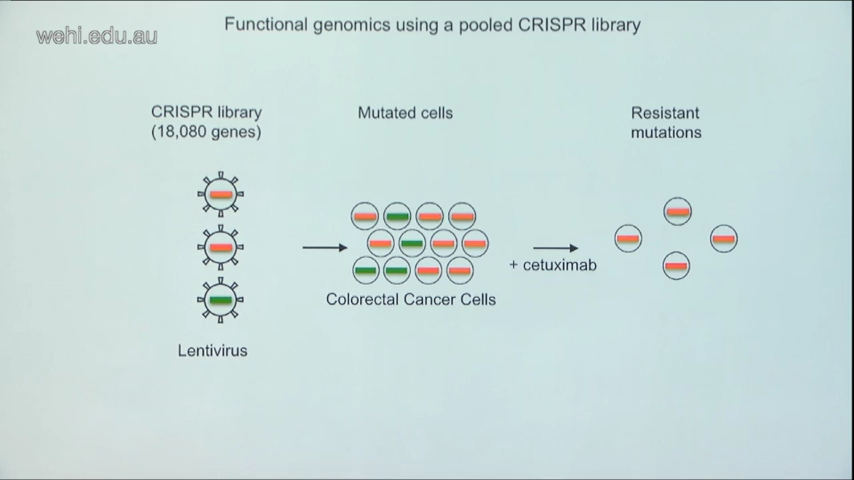 wehi.edu.au
Functional genomics using a pooled CRISPR library
CRISPR library
(18,080 genes)
Mutated cells
Resistant
mutations
+ cetuximab
Colorectal Cancer Cells
Lentivirus